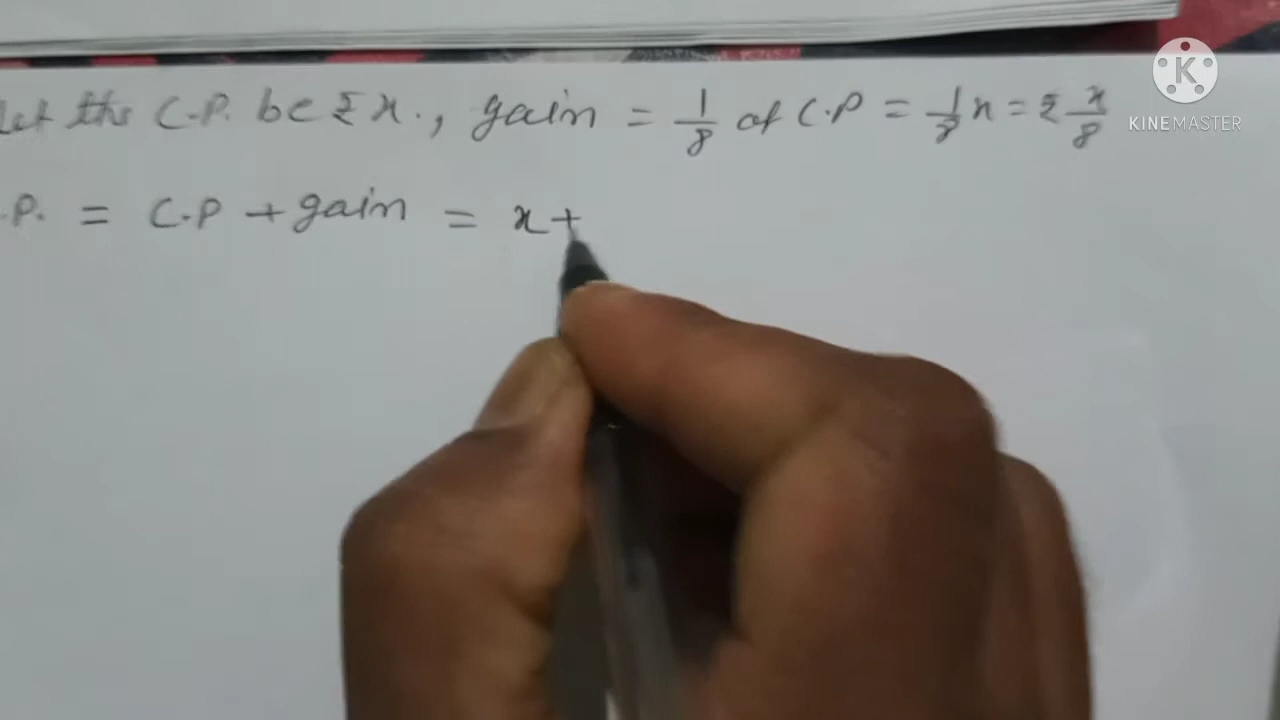 Let the C.P. be ₹ x., gain = 1/8 of C.P = 1/8 x = ₹ x/8
.P. = C.P + gain = x +
K
KINEMASTER